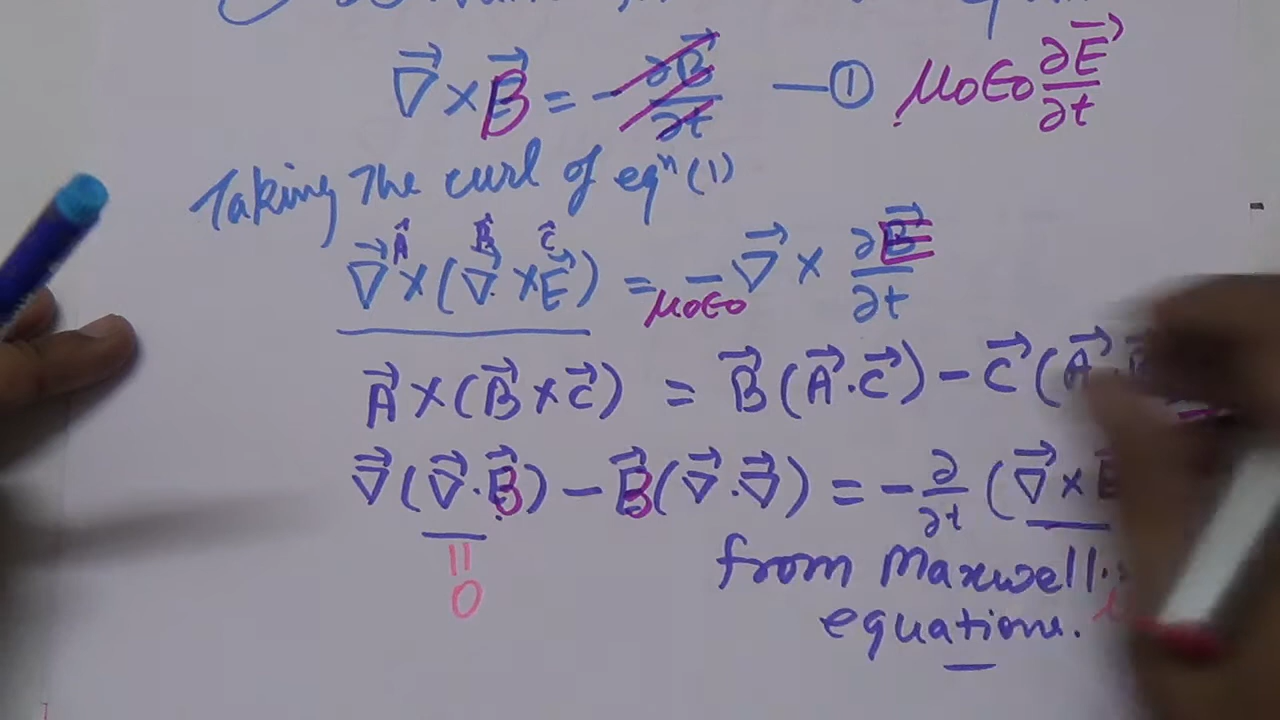 ∇⃗ × B⃗ = - ∂B⃗/∂t — ① μ₀ε₀ ∂E⃗/∂t
Taking The curl of eqⁿ(1)
A⃗ B⃗ C⃗
∇⃗ × (∇⃗ × E⃗) = - μ₀ε₀ ∇⃗ × ∂E⃗/∂t
A⃗ × (B⃗ × C⃗) = B⃗(A⃗.C⃗) - C⃗(A⃗.
∇⃗(∇⃗.B⃗) - B⃗(∇⃗.∇⃗) = - ∂/∂t (∇⃗ ×
= 0
from Maxwell
equations.